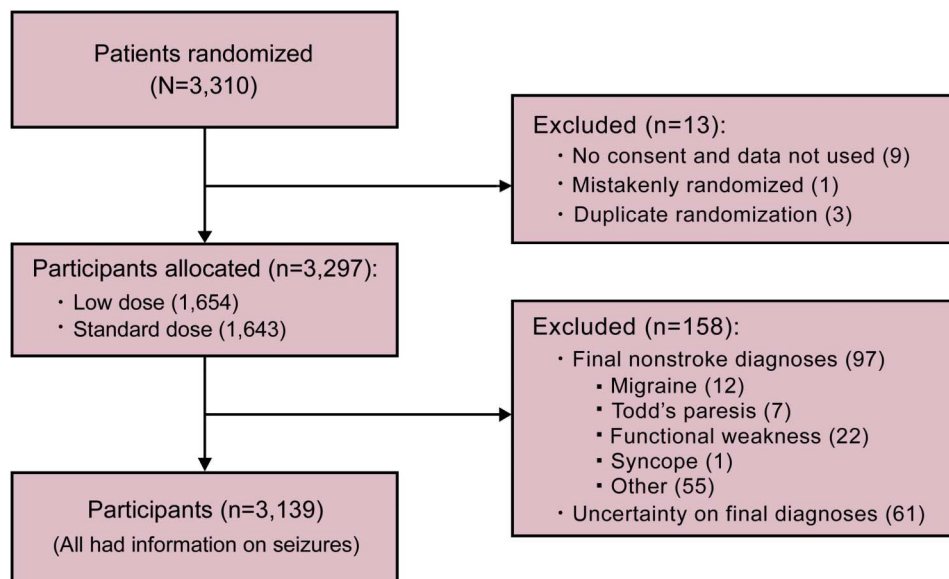 Patients randomized
(N=3,310)
Excluded (n=13):
· No consent and data not used (9)
· Mistakenly randomized (1)
· Duplicate randomization (3)
Participants allocated (n=3,297):
· Low dose (1,654)
· Standard dose (1,643)
Excluded (n=158):
· Final nonstroke diagnoses (97)
▪ Migraine (12)
▪ Todd’s paresis (7)
▪ Functional weakness (22)
▪ Syncope (1)
▪ Other (55)
· Uncertainty on final diagnoses (61)
Participants (n=3,139)
(All had information on seizures)